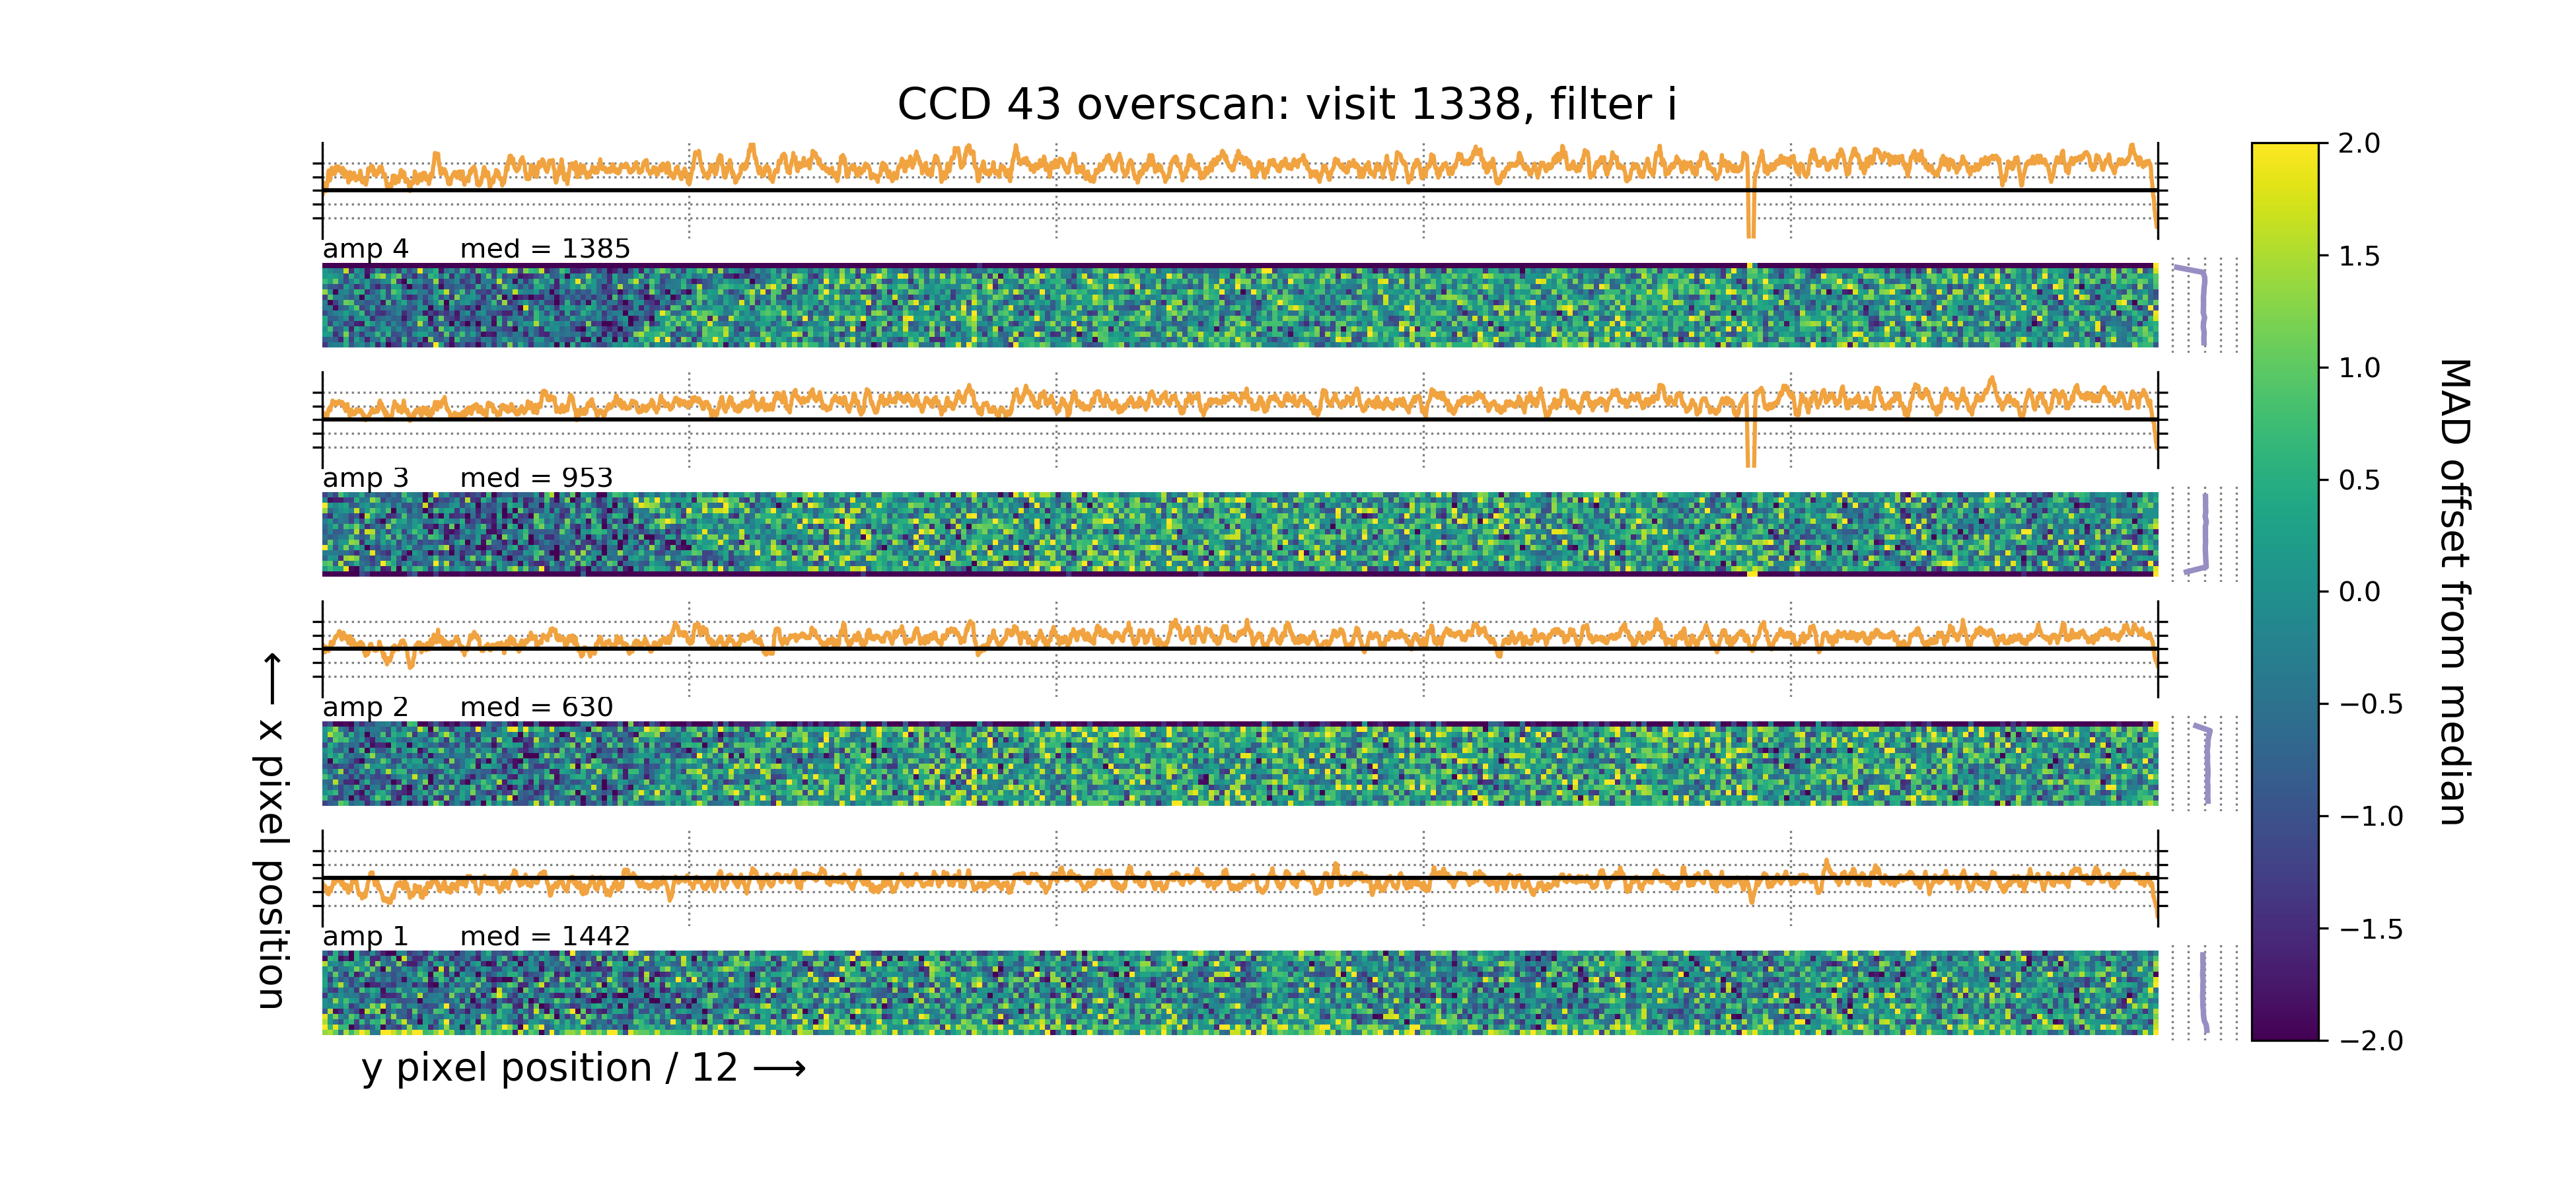 CCD 43 overscan: visit 1338, filter i
amp 4 med = 1385
amp 3 med = 953
amp 2 med = 630
amp 1 med = 1442
⟵ x pixel position
y pixel position / 12 ⟶
2.0
1.5
1.0
0.5
0.0
−0.5
−1.0
−1.5
−2.0
MAD offset from median